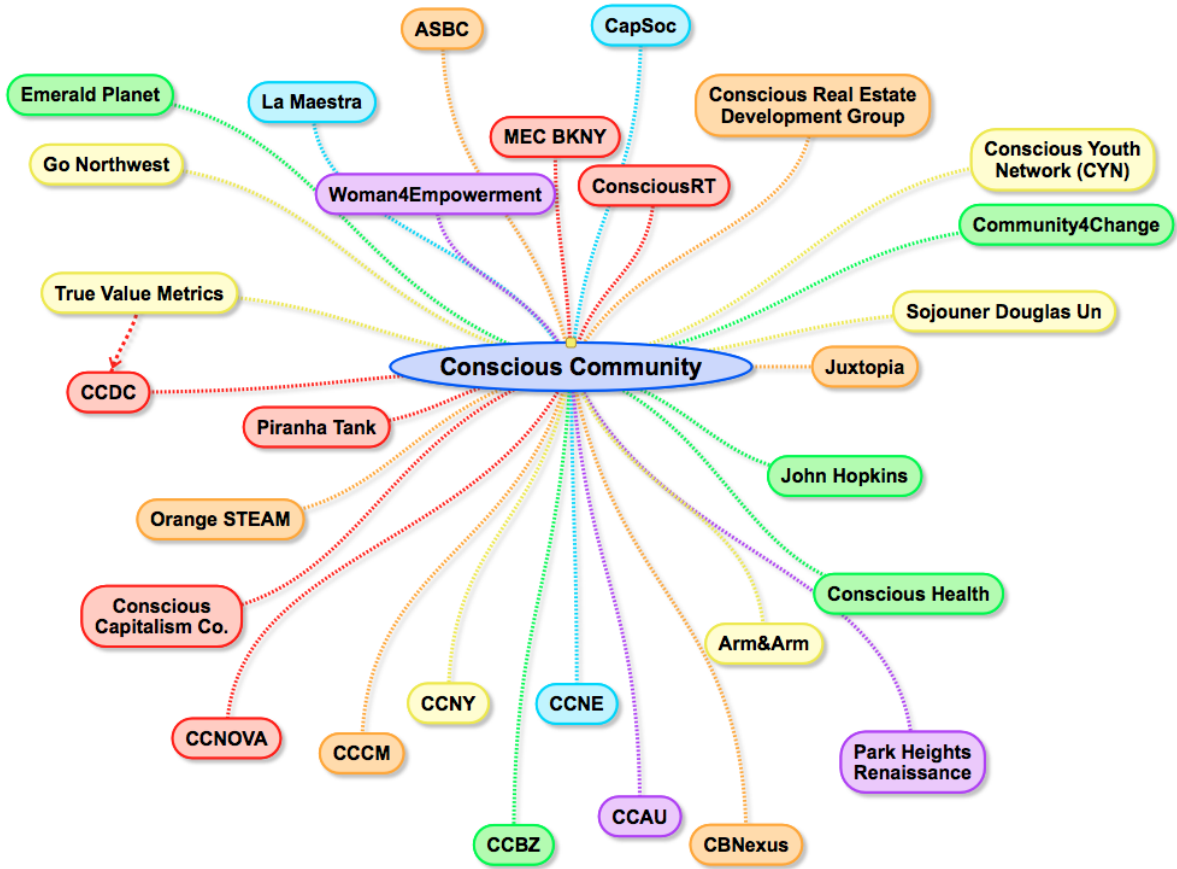 ASBC
CapSoc
Emerald Planet
La Maestra
Conscious Real Estate
Development Group
MEC BKNY
Go Northwest
Conscious Youth
Network (CYN)
Woman4Empowerment
ConsciousRT
Community4Change
True Value Metrics
Sojouner Douglas Un
Conscious Community
Juxtopia
CCDC
Piranha Tank
John Hopkins
Orange STEAM
Conscious
Capitalism Co.
Conscious Health
Arm&Arm
CCNY
CCNE
CCNOVA
CCCM
Park Heights
Renaissance
CCAU
CCBZ
CBNexus